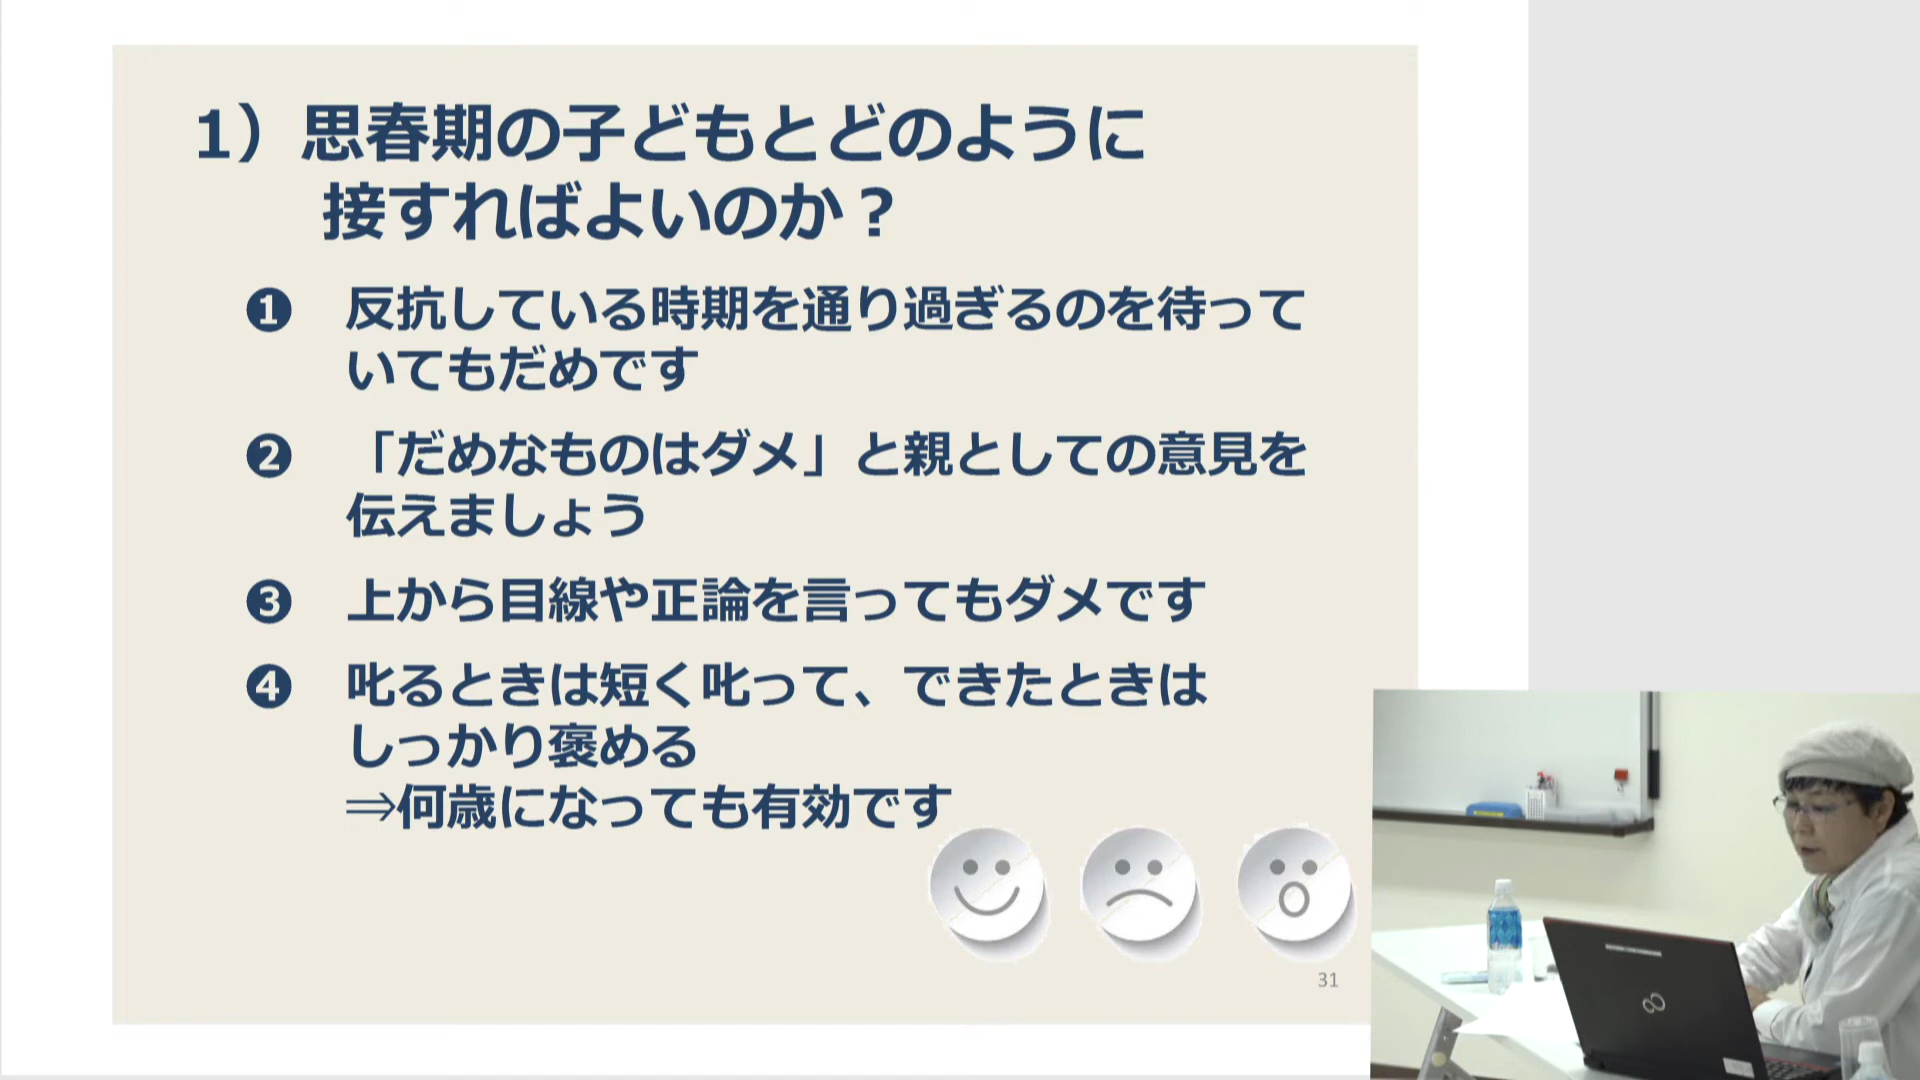 1）思春期の子どもとどのように
接すればよいのか？
❶ 反抗している時期を通り過ぎるのを待って
いてもだめです
❷ 「だめなものはダメ」と親としての意見を
伝えましょう
❸ 上から目線や正論を言ってもダメです
❹ 叱るときは短く叱って、できたときは
しっかり褒める
⇒何歳になっても有効です
31